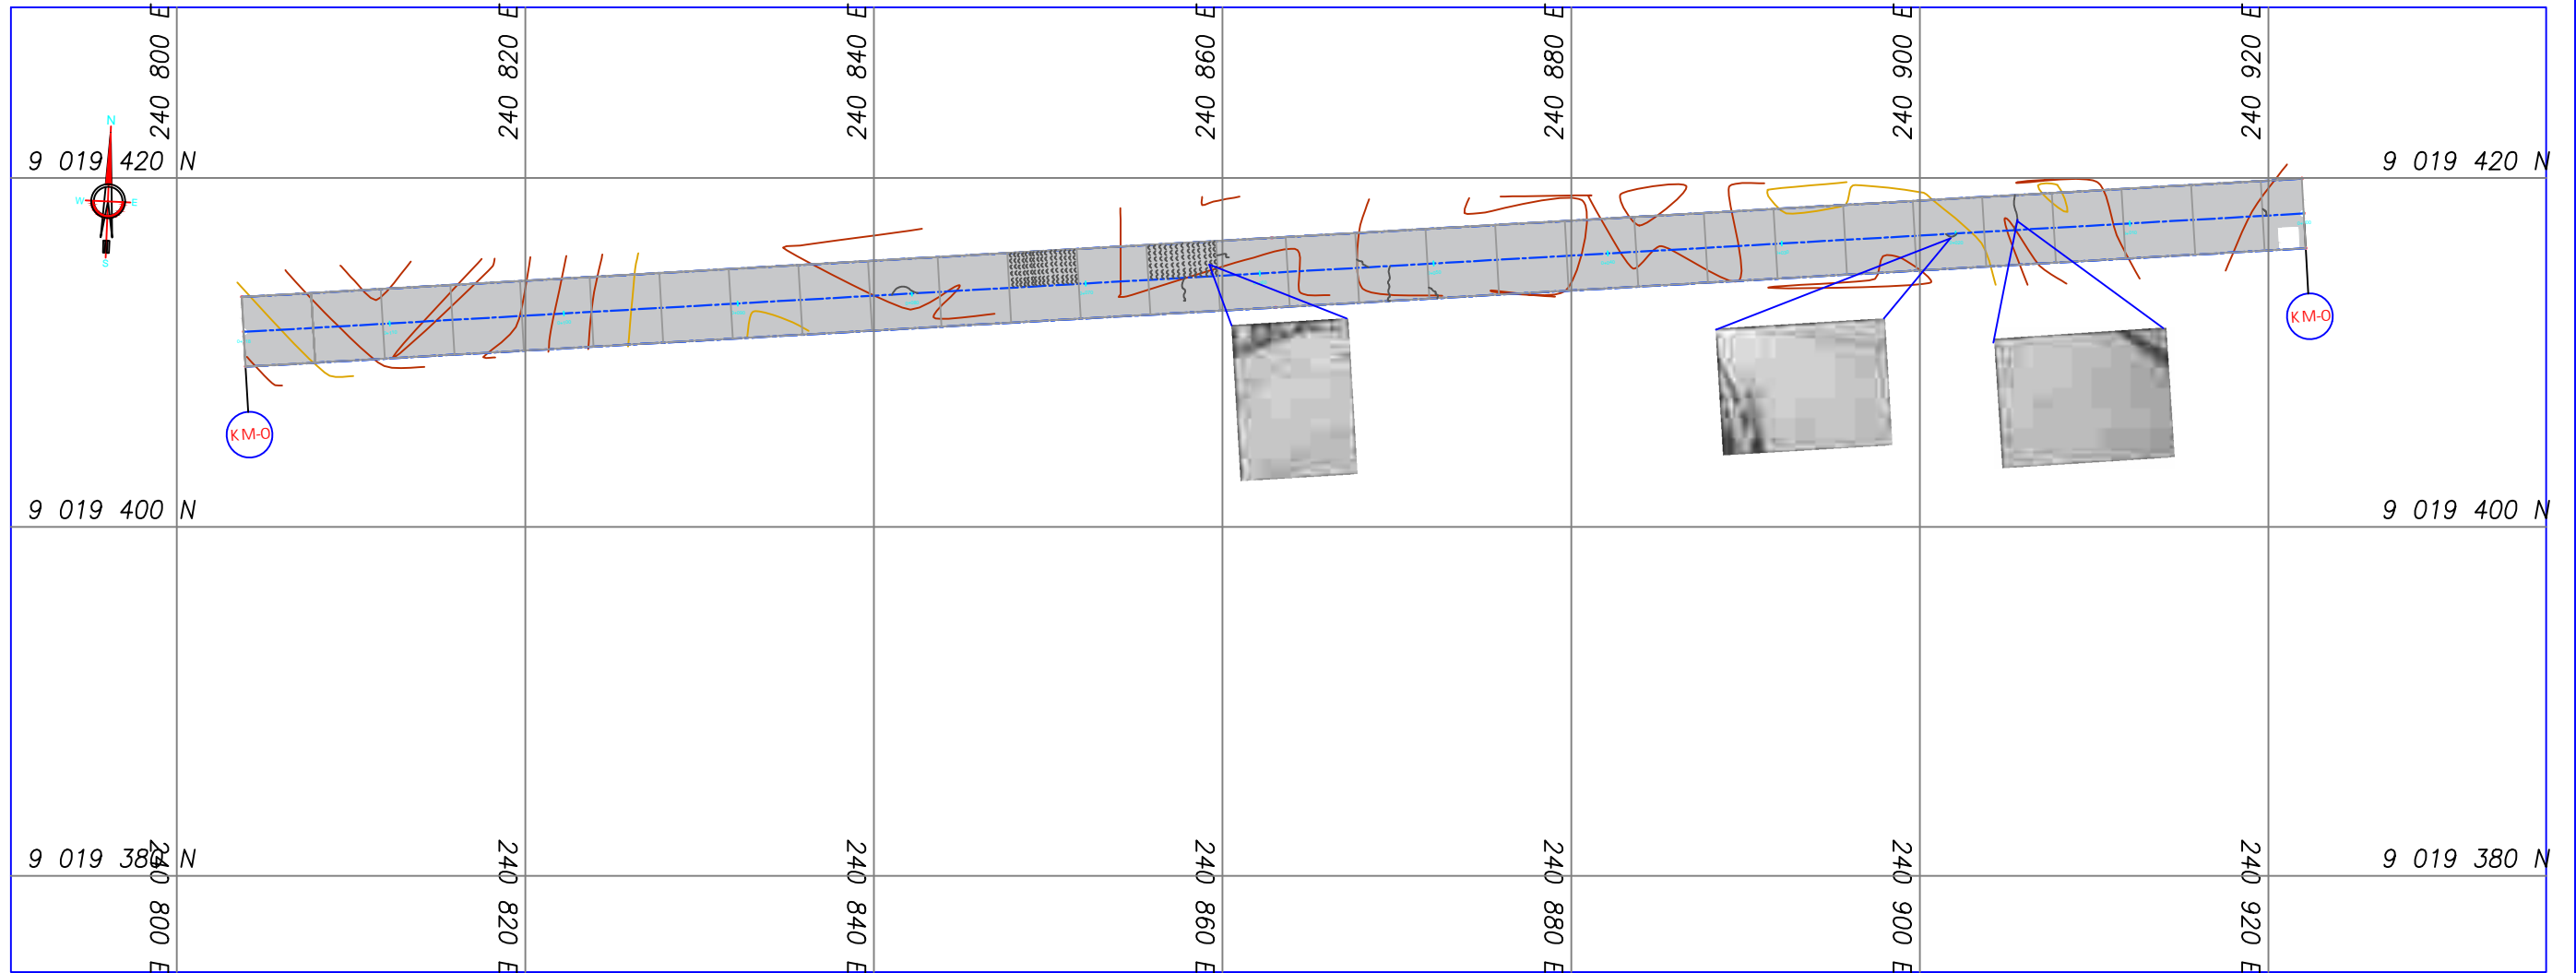 240 800 E
240 820 E
240 840 E
240 860 E
240 880 E
240 900 E
240 920 E
N
W
E
S
9 019 420 N
9 019 420 N
KM-0
KM-0
9 019 400 N
9 019 400 N
9 019 380 N
9 019 380 N
240 800 E
240 820 E
240 840 E
240 860 E
240 880 E
240 900 E
240 920 E